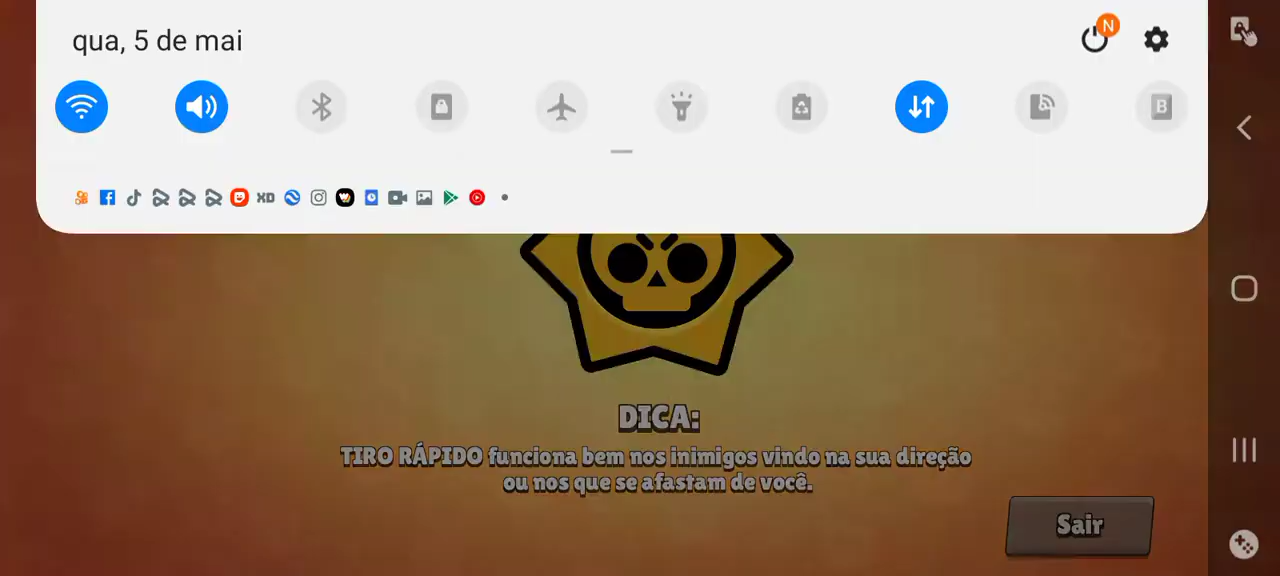 qua, 5 de mai
N
B
XD
DICA:
TIRO RÁPIDO funciona bem nos inimigos vindo na sua direção
ou nos que se afastam de você.
Sair